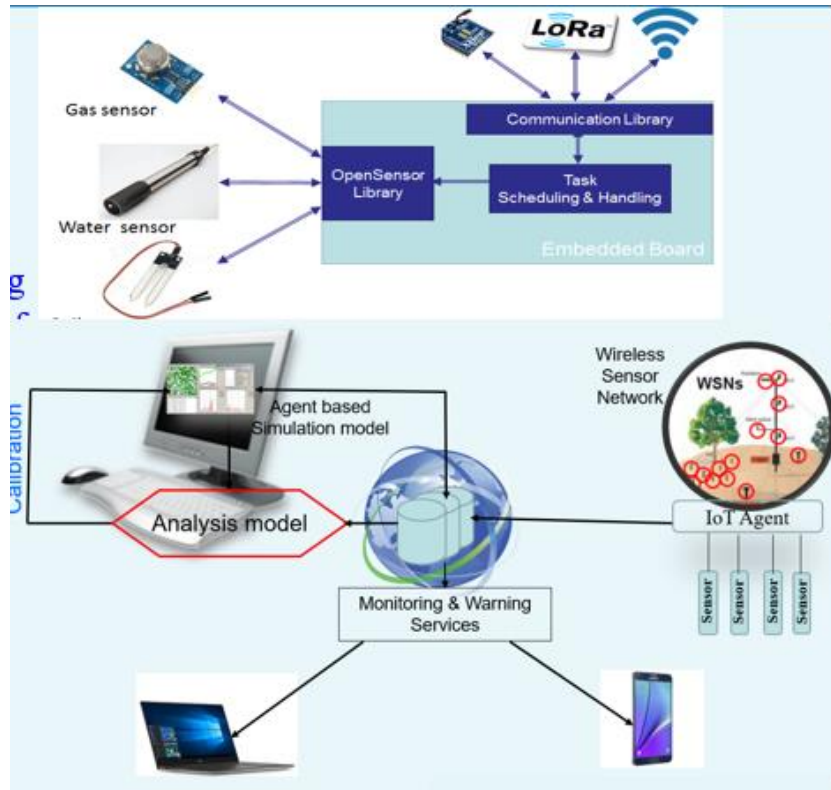 LoRa
Gas sensor
Communication Library
OpenSensor
Library
Task
Scheduling & Handling
Water sensor
Embedded Board
Wireless
Sensor
Network
WSNs
Agent based
Simulation model
Calibration
Analysis model
IoT Agent
Sensor
Sensor
Sensor
Sensor
Monitoring & Warning
Services